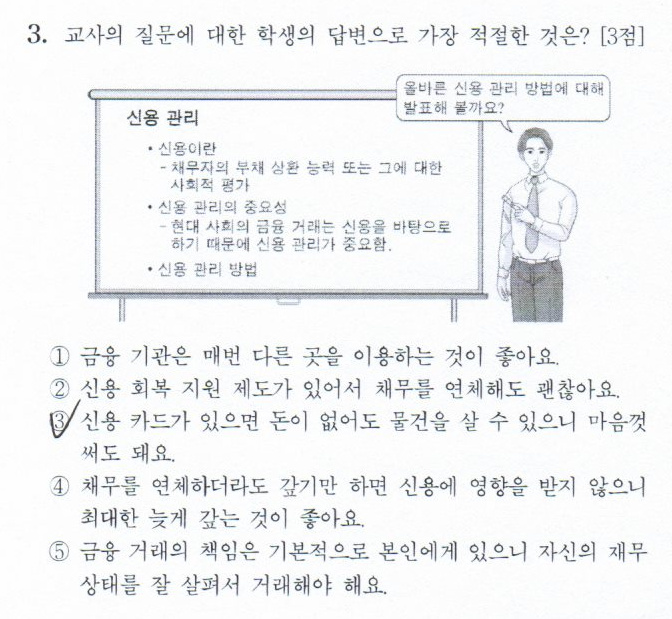 3. 교사의 질문에 대한 학생의 답변으로 가장 적절한 것은? [3점]
올바른 신용 관리 방법에 대해
발표해 볼까요?
신용 관리
• 신용이란
- 채무자의 부채 상환 능력 또는 그에 대한
사회적 평가
• 신용 관리의 중요성
- 현대 사회의 금융 거래는 신용을 바탕으로
하기 때문에 신용 관리가 중요함.
• 신용 관리 방법
① 금융 기관은 매번 다른 곳을 이용하는 것이 좋아요.
② 신용 회복 지원 제도가 있어서 채무를 연체해도 괜찮아요.
③ 신용 카드가 있으면 돈이 없어도 물건을 살 수 있으니 마음껏
써도 돼요.
④ 채무를 연체하더라도 갚기만 하면 신용에 영향을 받지 않으니
최대한 늦게 갚는 것이 좋아요.
⑤ 금융 거래의 책임은 기본적으로 본인에게 있으니 자신의 재무
상태를 잘 살펴서 거래해야 해요.